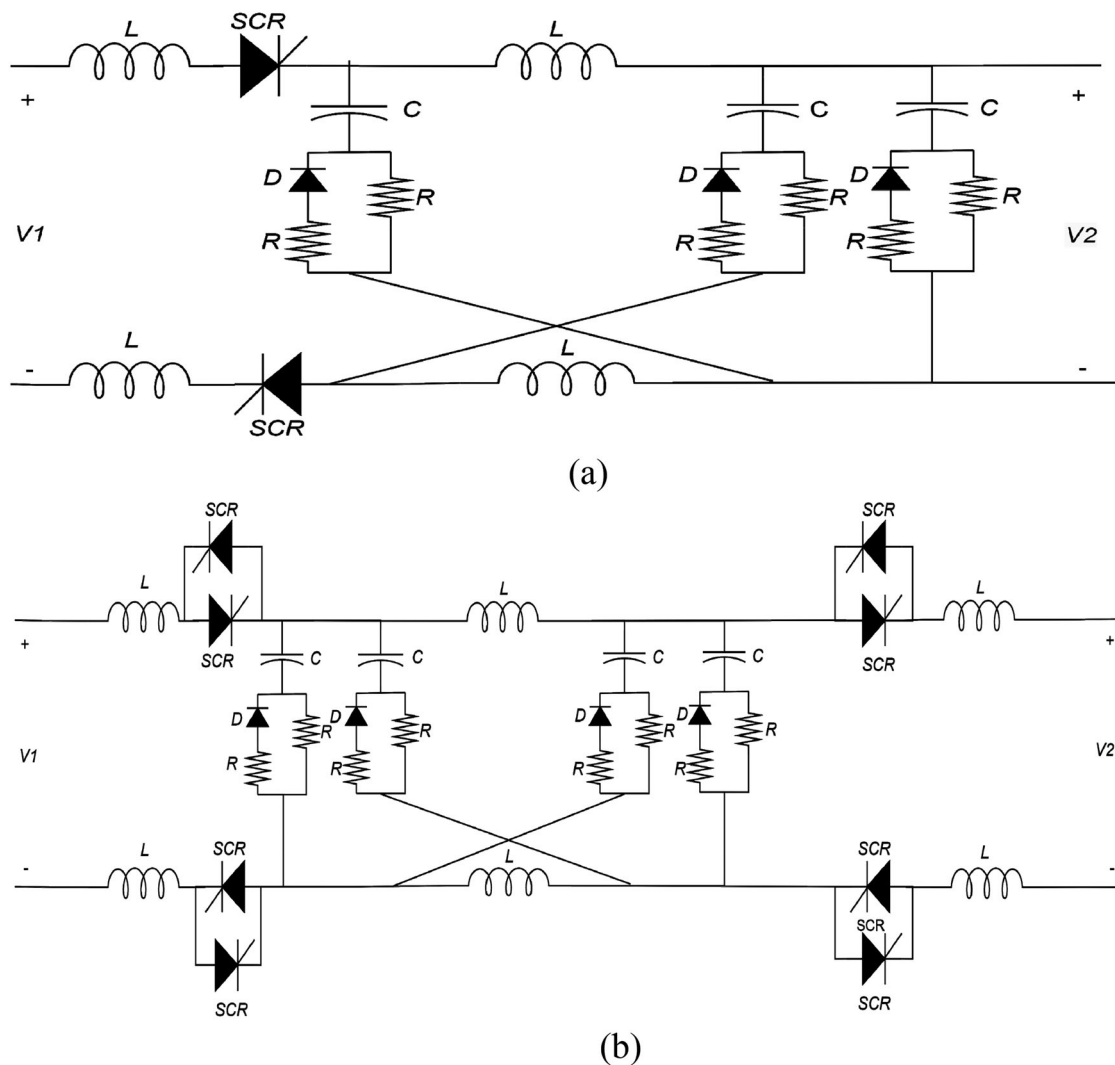 L SCR L
+ C C C +
D R D R D R
R R R
V1 V2
L L
- SCR -
(a)
SCR SCR
L L L
+ SCR C C C C SCR +
D R D R D R D R
R R R R
V1 V2
- L SCR L SCR L -
SCR
SCR SCR
(b)